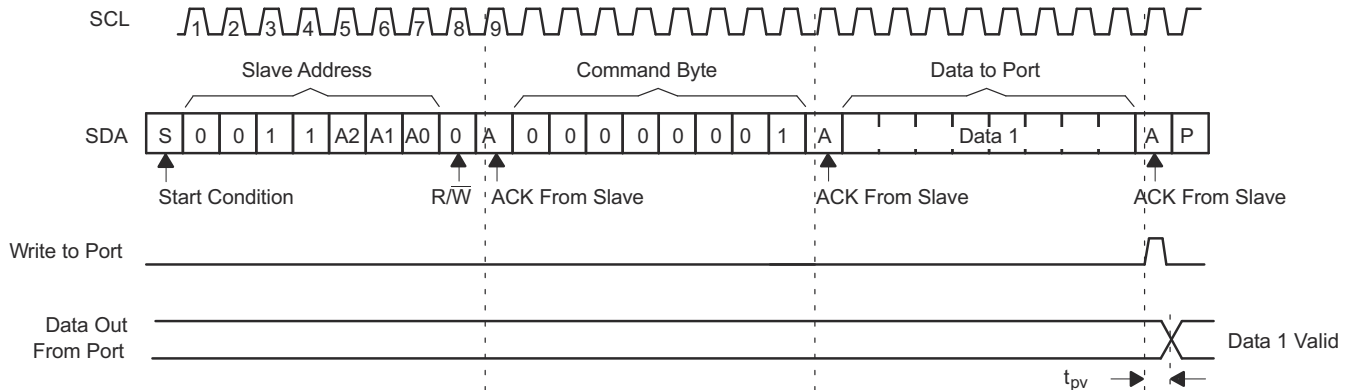 SCL 1 2 3 4 5 6 7 8 9
Slave Address Command Byte Data to Port
SDA S 0 0 1 1 A2 A1 A0 0 A 0 0 0 0 0 0 0 1 A Data 1 A P
Start Condition R/W̅ ACK From Slave ACK From Slave ACK From Slave
Write to Port
Data Out
From Port
Data 1 Valid
tpv